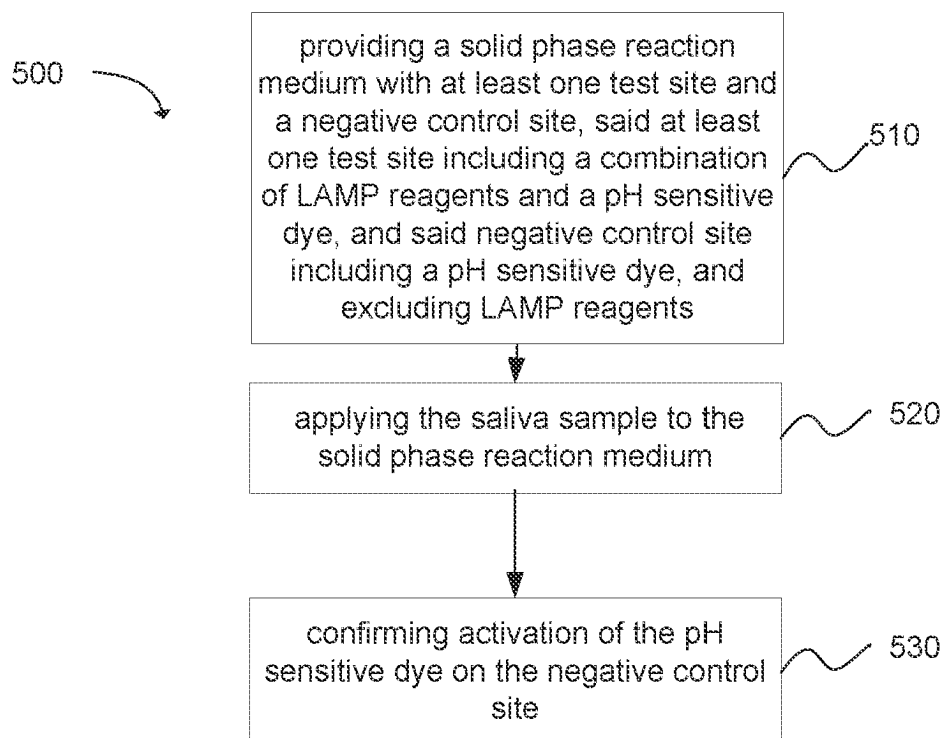 500
providing a solid phase reaction
medium with at least one test site and
a negative control site, said at least
one test site including a combination
of LAMP reagents and a pH sensitive
dye, and said negative control site
including a pH sensitive dye, and
excluding LAMP reagents
510
applying the saliva sample to the
solid phase reaction medium
520
confirming activation of the pH
sensitive dye on the negative control
site
530